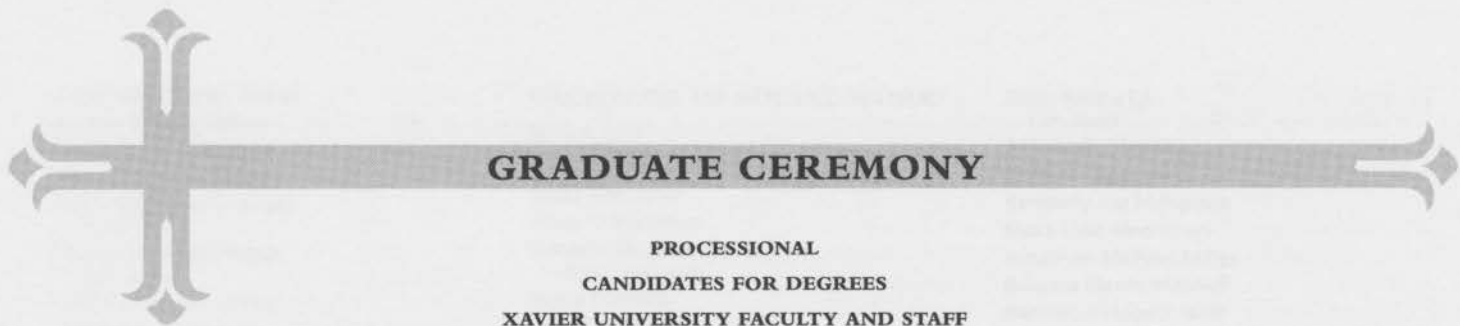 GRADUATE CEREMONY
PROCESSIONAL
CANDIDATES FOR DEGREES
XAVIER UNIVERSITY FACULTY AND STAFF